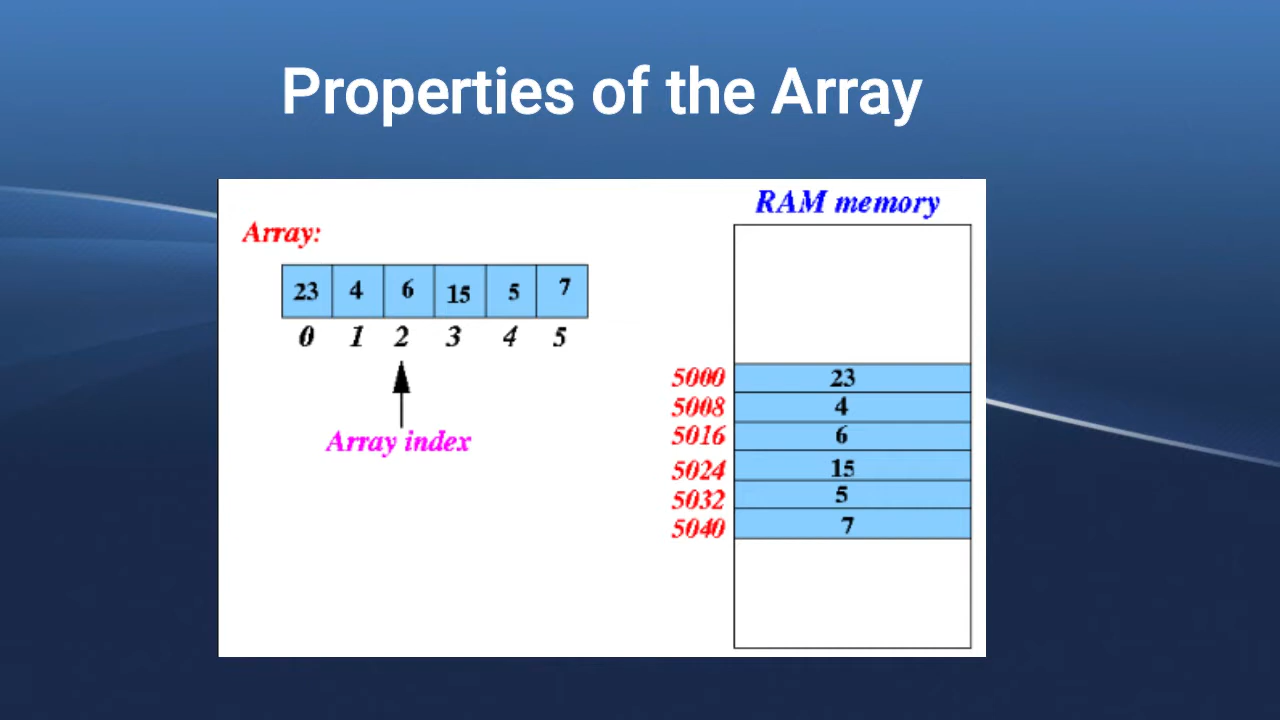 Properties of the Array
Array:
23 4 6 15 5 7
0 1 2 3 4 5
Array index
RAM memory
5000 23
5008 4
5016 6
5024 15
5032 5
5040 7